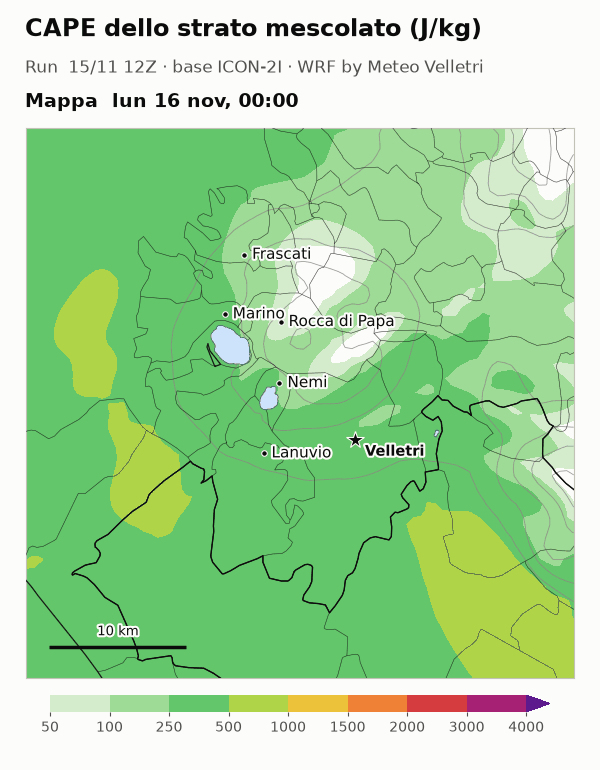 CAPE dello strato mescolato (J/kg)
Run  15/11 12Z · base ICON-2I · WRF by Meteo Velletri
Mappa  lun 16 nov, 00:00
Frascati
Marino
Rocca di Papa
Nemi
Velletri
Lanuvio
10 km
50 100 250 500 1000 1500 2000 3000 4000